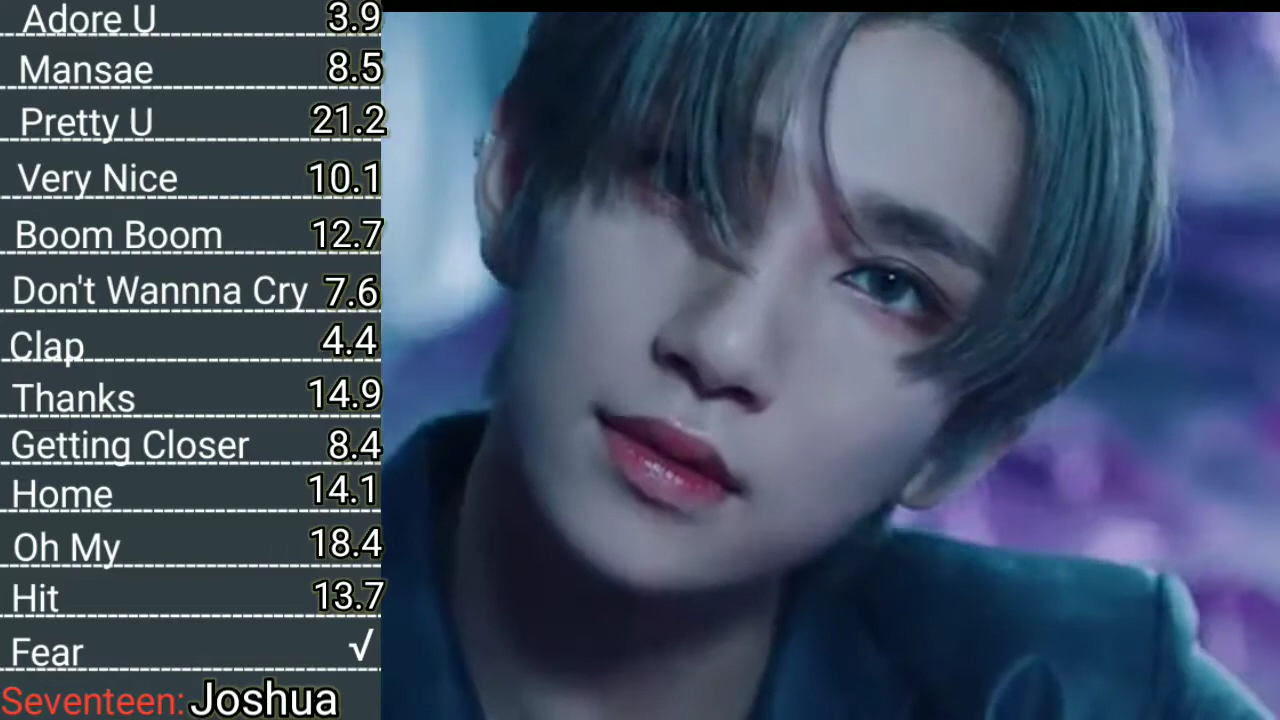 Adore U 3.9
Mansae 8.5
Pretty U 21.2
Very Nice 10.1
Boom Boom 12.7
Don't Wannna Cry 7.6
Clap 4.4
Thanks 14.9
Getting Closer 8.4
Home 14.1
Oh My 18.4
Hit 13.7
Fear √
Seventeen: Joshua